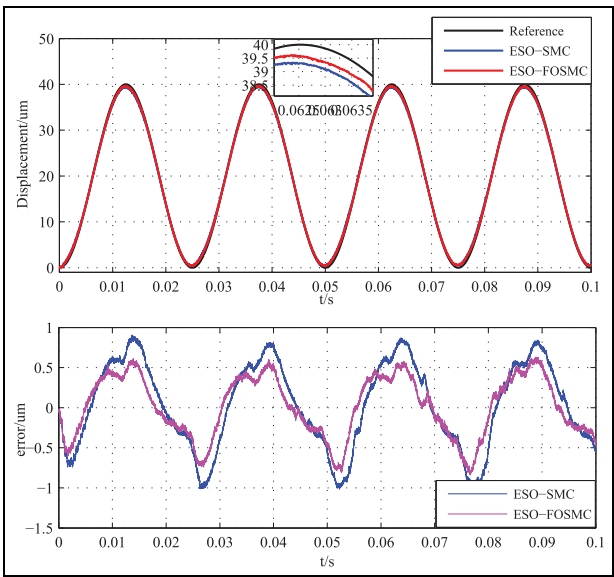 Reference
ESO−SMC
ESO−FOSMC
Displacement/um
50
40
30
20
10
0
40
39.5
39
38.5
0 0.01 0.02 0.03 0.04 0.05 0.06 0.07 0.08 0.09 0.1
t/s
error/um
1
0.5
0
−0.5
−1
−1.5
ESO−SMC
ESO−FOSMC
0 0.01 0.02 0.03 0.04 0.05 0.06 0.07 0.08 0.09 0.1
t/s